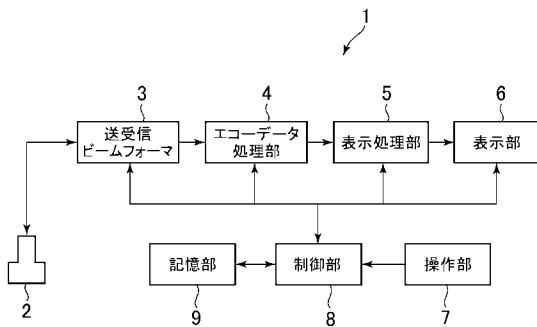 1
3
4
5
6
送受信
ビームフォーマ
エコーデータ
処理部
表示処理部
表示部
記憶部
制御部
操作部
2
9
8
7